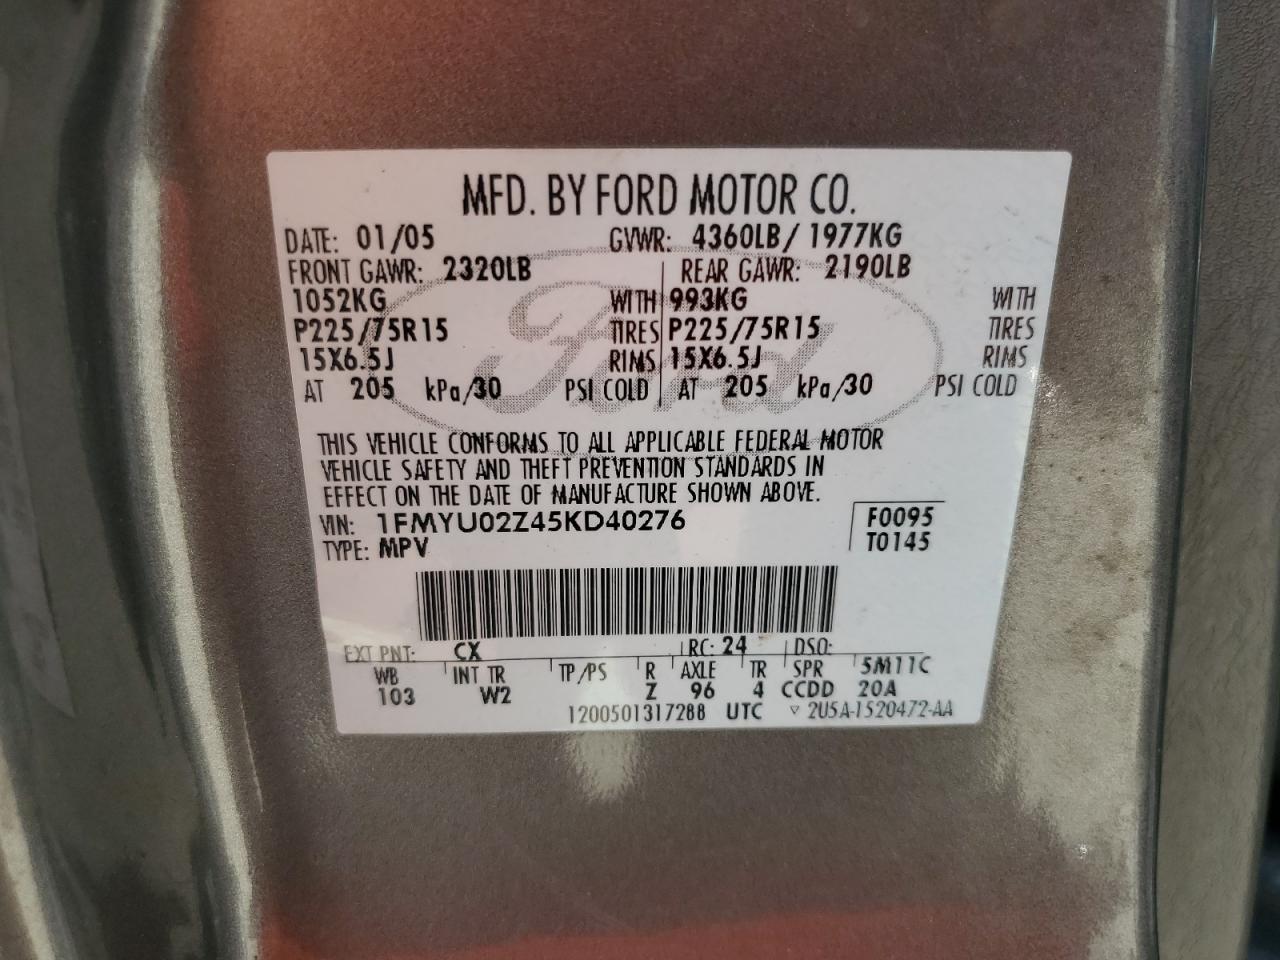 MFD. BY FORD MOTOR CO.
DATE: 01/05 GVWR: 4360LB/ 1977KG
FRONT GAWR: 2320LB REAR GAWR: 2190LB
1052KG WITH 993KG WITH
P225/75R15 TIRES P225/75R15 TIRES
15X6.5J RIMS 15X6.5J RIMS
AT 205 kPa/30 PSI COLD AT 205 kPa/30 PSI COLD
Ford
THIS VEHICLE CONFORMS TO ALL APPLICABLE FEDERAL MOTOR
VEHICLE SAFETY AND THEFT PREVENTION STANDARDS IN
EFFECT ON THE DATE OF MANUFACTURE SHOWN ABOVE.
VIN: 1FMYU02Z45KD40276 F0095
TYPE: MPV T0145
EXT PNT: CX RC: 24 DSO:
WB INT TR TP/PS R AXLE TR SPR 5M11C
103 W2 Z 96 4 CCDD 20A
1200501317288 UTC ▽ 2U5A-1520472-AA